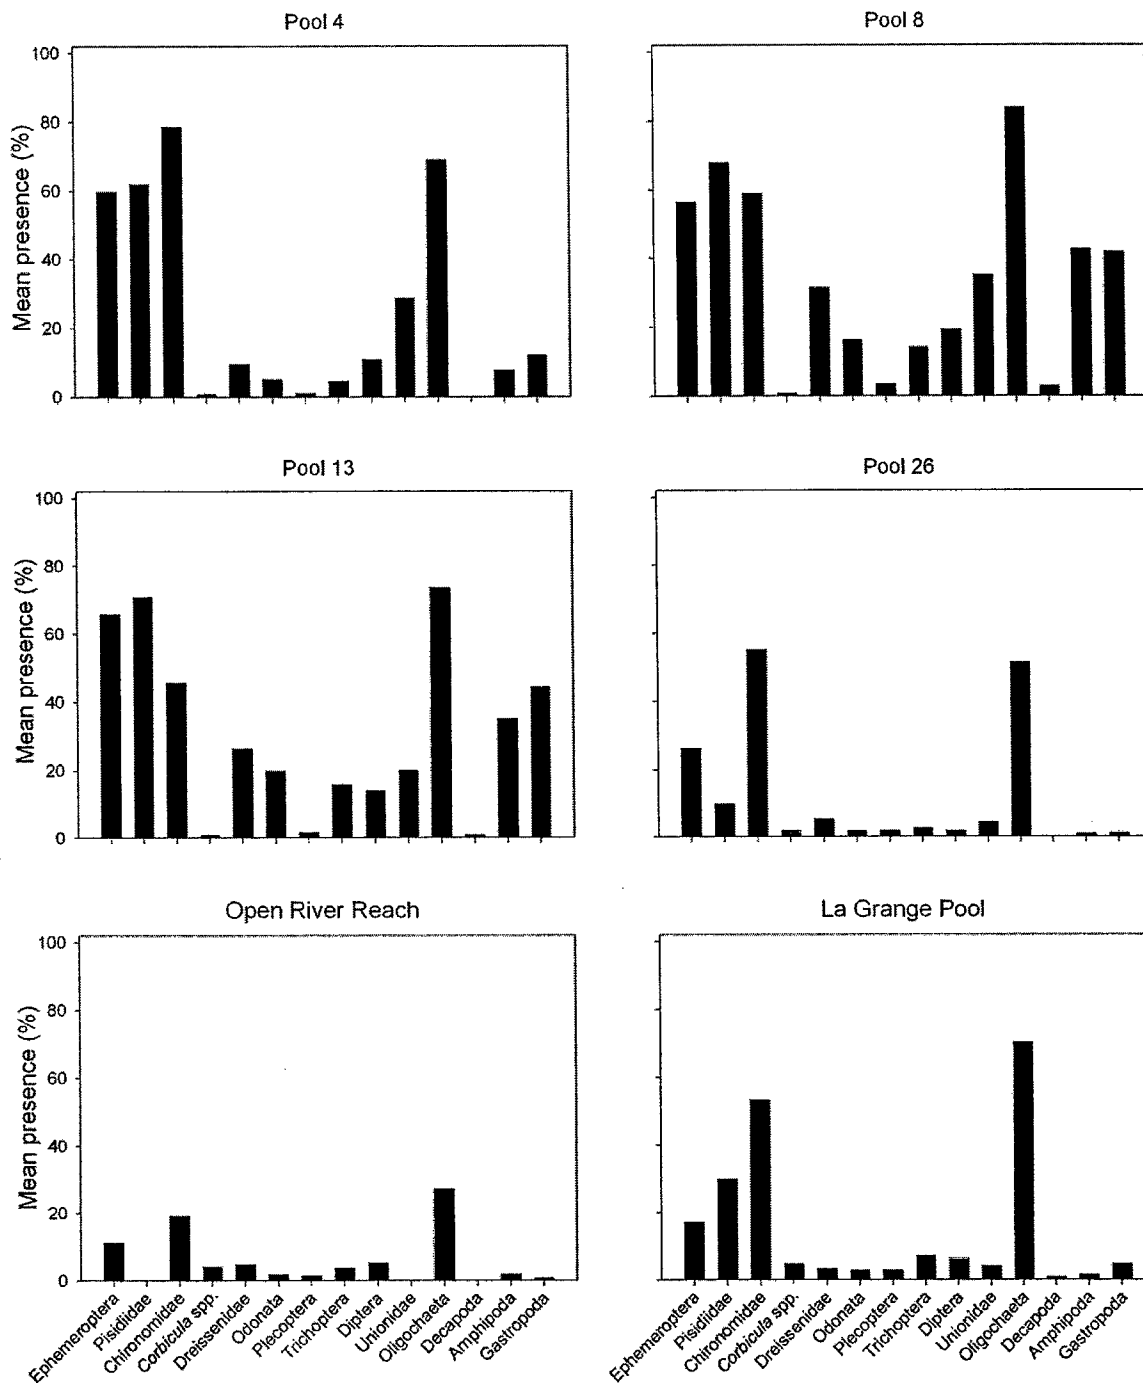 Pool 4
Pool 8
100
80
60
40
20
0
Mean presence (%)
Pool 13
Pool 26
100
80
60
40
20
0
Mean presence (%)
Open River Reach
La Grange Pool
100
80
60
40
20
0
Mean presence (%)
Ephemeroptera
Pisidiidae
Chironomidae
Corbicula spp.
Dreissenidae
Odonata
Plecoptera
Trichoptera
Diptera
Unionidae
Oligochaeta
Decapoda
Amphipoda
Gastropoda
Ephemeroptera
Pisidiidae
Chironomidae
Corbicula spp.
Dreissenidae
Odonata
Plecoptera
Trichoptera
Diptera
Unionidae
Oligochaeta
Decapoda
Amphipoda
Gastropoda